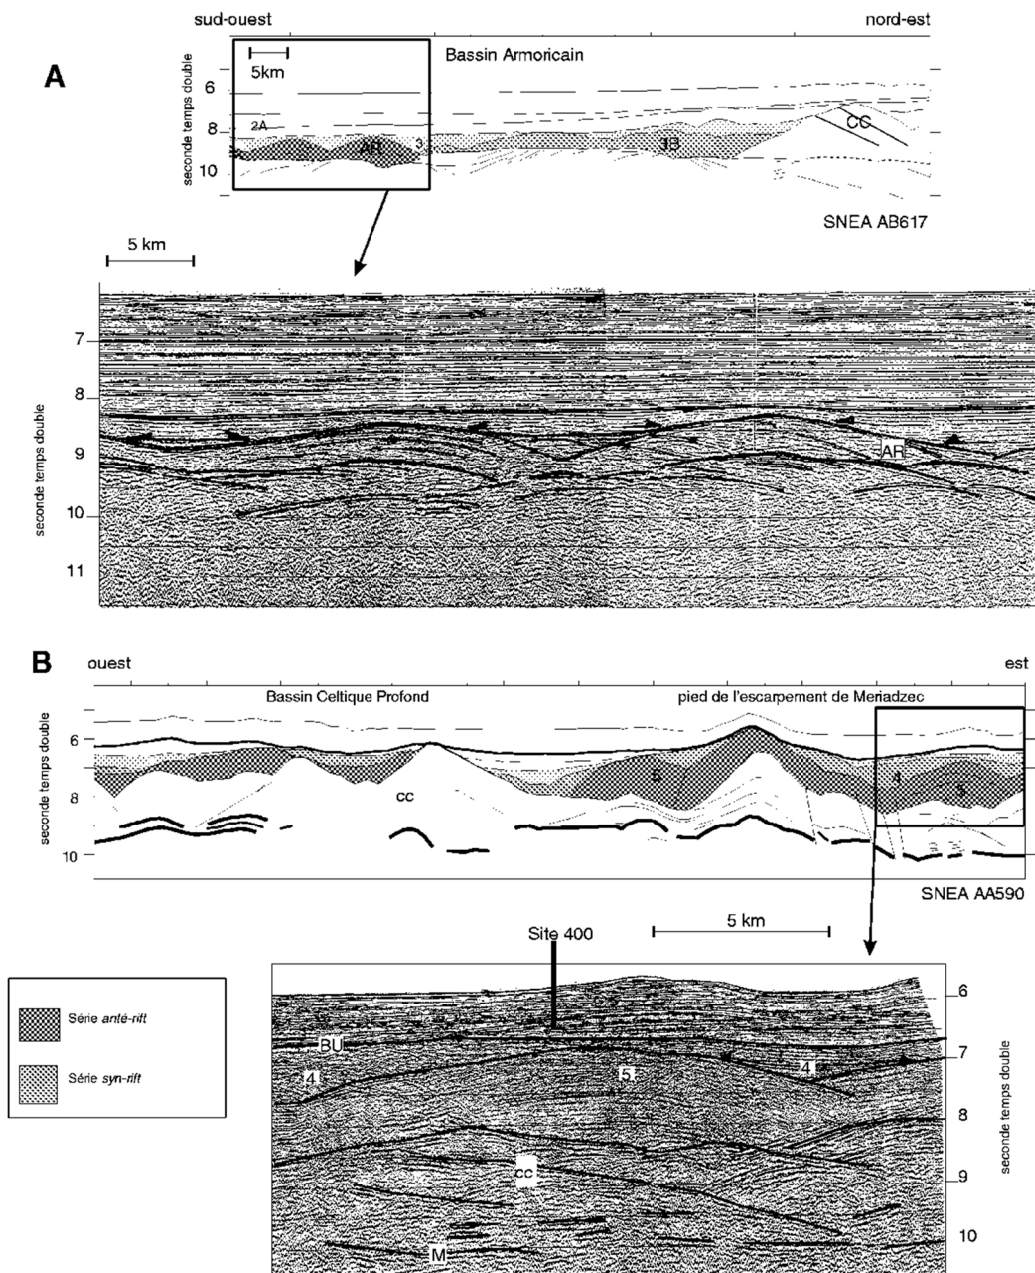 sud-ouest
nord-est
A
seconde temps double
5km
Bassin Armoricain
6
8
10
2A
AR
3
3B
CC
SNEA AB617
5 km
seconde temps double
7
8
9
10
11
AR
B
ouest
est
Bassin Celtique Profond
pied de l'escarpement de Meriadzec
seconde temps double
6
8
10
5
cc
4
5
SNEA AA590
5 km
Site 400
Série anté-rift
Série syn-rift
BU
4
5
4
cc
M
6
7
8
9
10
seconde temps double